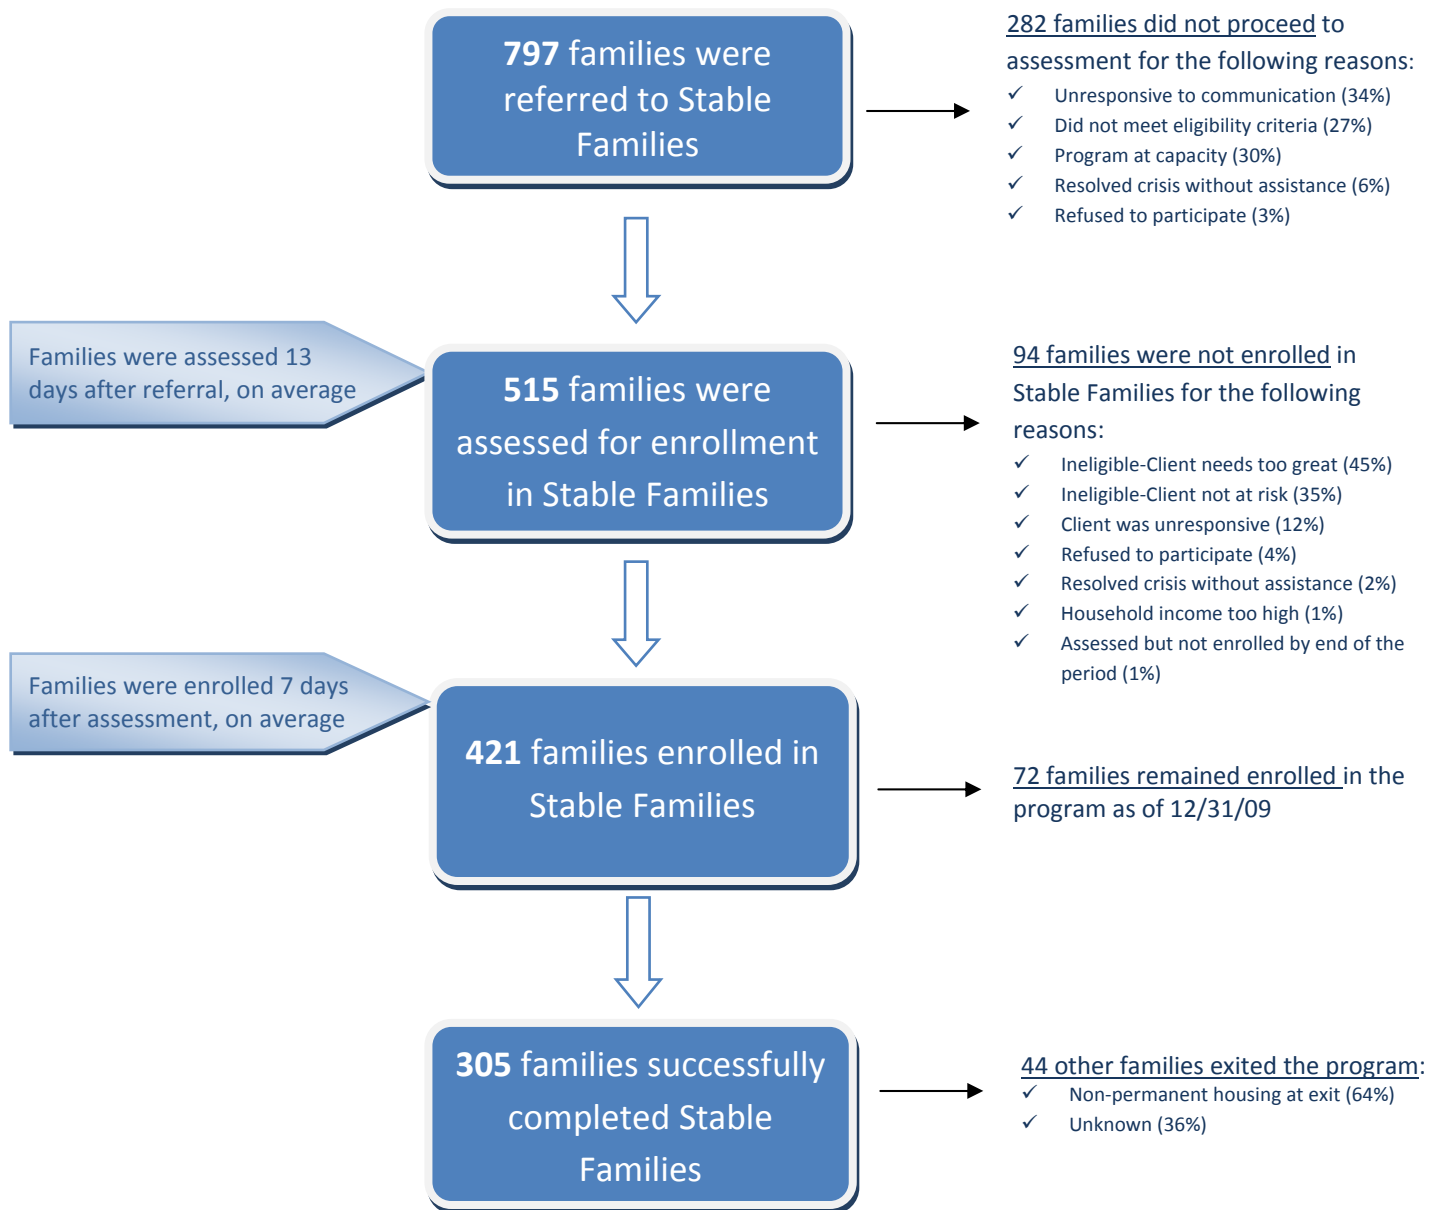 797 families were
referred to Stable
Families
282 families did not proceed to
assessment for the following reasons:
✓ Unresponsive to communication (34%)
✓ Did not meet eligibility criteria (27%)
✓ Program at capacity (30%)
✓ Resolved crisis without assistance (6%)
✓ Refused to participate (3%)
Families were assessed 13
days after referral, on average
515 families were
assessed for enrollment
in Stable Families
94 families were not enrolled in
Stable Families for the following
reasons:
✓ Ineligible-Client needs too great (45%)
✓ Ineligible-Client not at risk (35%)
✓ Client was unresponsive (12%)
✓ Refused to participate (4%)
✓ Resolved crisis without assistance (2%)
✓ Household income too high (1%)
✓ Assessed but not enrolled by end of the
period (1%)
Families were enrolled 7 days
after assessment, on average
421 families enrolled in
Stable Families
72 families remained enrolled in the
program as of 12/31/09
305 families successfully
completed Stable
Families
44 other families exited the program:
✓ Non-permanent housing at exit (64%)
✓ Unknown (36%)